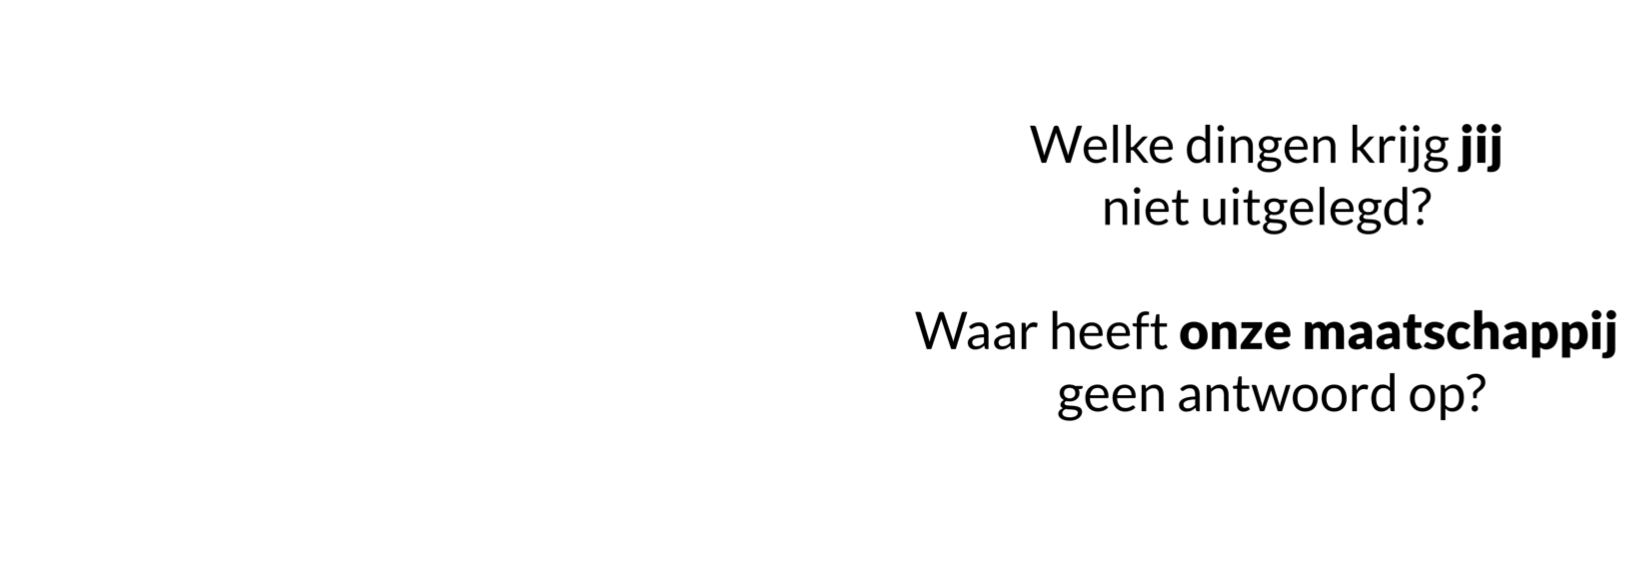 Welke dingen krijg jij
niet uitgelegd?
Waar heeft onze maatschappij
geen antwoord op?